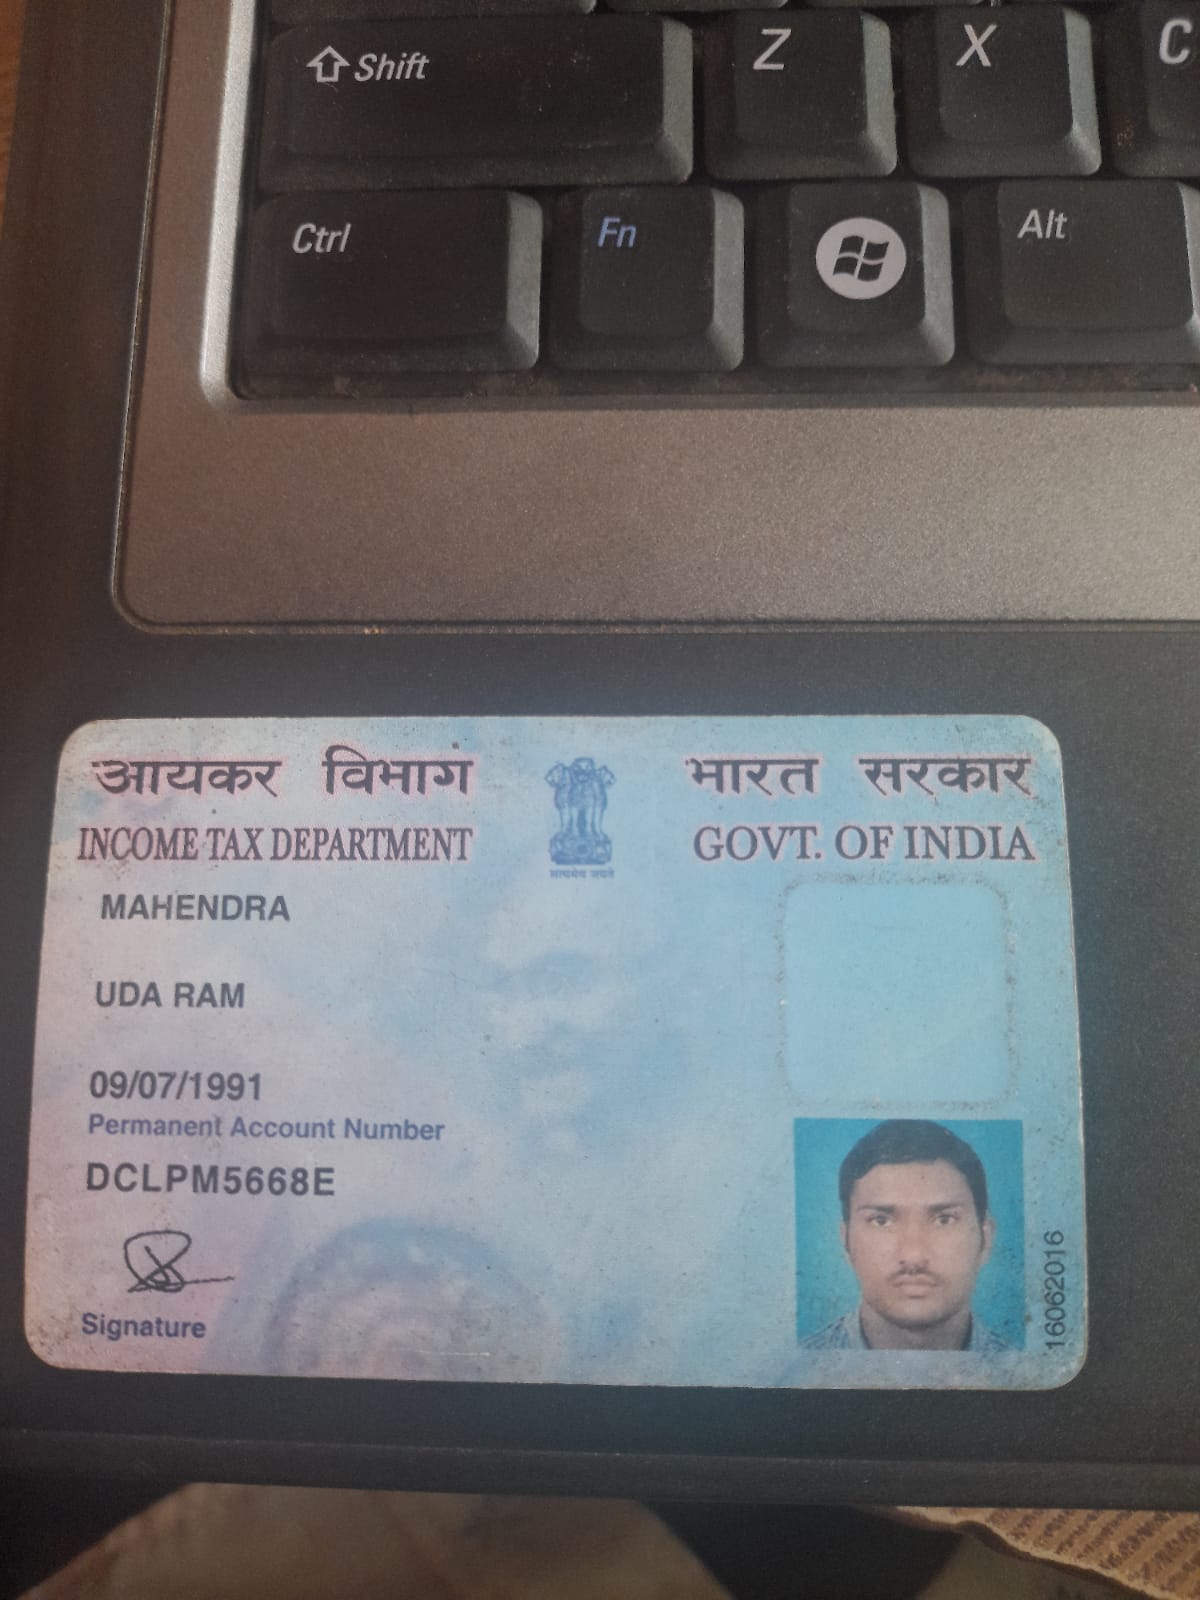 Shift
Z
X
C
Ctrl
Fn
Alt
आयकर विभाग
भारत सरकार
INCOME TAX DEPARTMENT
GOVT. OF INDIA
सत्यमेव जयते
MAHENDRA
UDA RAM
09/07/1991
Permanent Account Number
DCLPM5668E
Signature
16062016